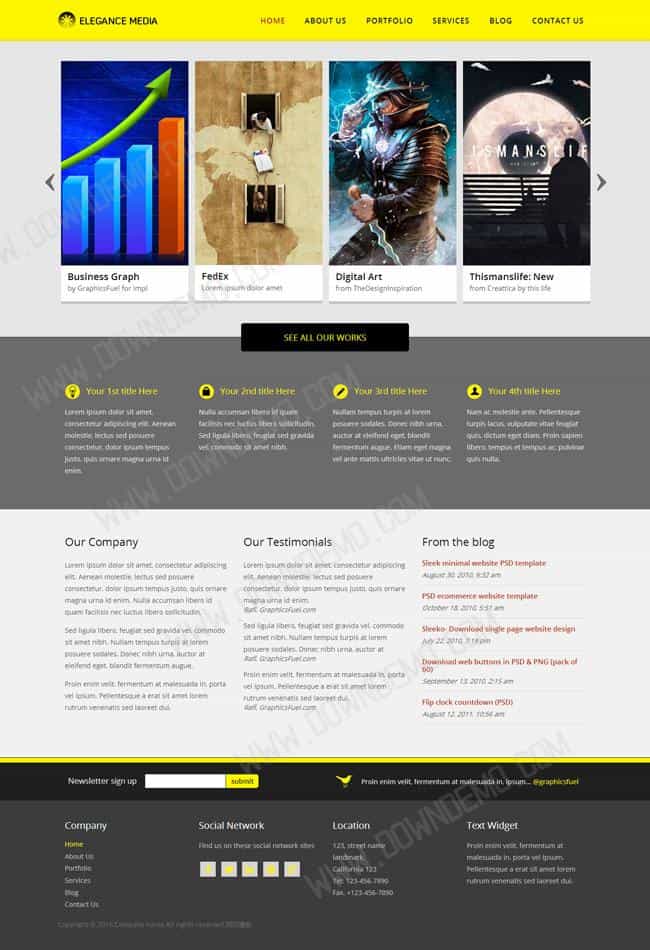 ELEGANCE MEDIA
HOME ABOUT US PORTFOLIO SERVICES BLOG CONTACT US
ISMANSLIF
Business Graph
by GraphicsFuel for Impl
FedEx
Lorem ipsum dolor amet
Digital Art
from TheDesignInspiration
Thismanslife: New
from Creattica by this life
SEE ALL OUR WORKS
Your 1st title Here
Lorem ipsum dolor sit amet,
consectetur adipiscing elit. Aenean
molestie, lectus sed posuere
consectetur, dolor ipsum tempus
justo, quis ornare magna urna id
enim.
Your 2nd title Here
Nulla accumsan libero id quam
facilisis nec luctus libero sollicitudin.
Sed ligula libero, feugiat sed gravida
vel, commodo sit amet nibh.
Your 3rd title Here
Nullam tempus turpis at lorem
posuere sodales. Donec nibh urna,
auctor at eleifend eget, blandit
fermentum augue. Etiam eget magna
vel ante mattis ultricies vitae ut nunc.
Your 4th title Here
Nam ac molestie ante. Pellentesque
turpis lacus, vulputate vitae feugiat
quis, dictum eget diam. Proin sapien
libero, tempus et tempus ac, pulvinar
quis nulla.
Our Company
Lorem ipsum dolor sit amet, consectetur adipiscing
elit. Aenean molestie, lectus sed posuere
consectetur, dolor ipsum tempus justo, quis ornare
magna urna id enim. Nulla accumsan libero id
quam facilisis nec luctus libero sollicitudin.
Sed ligula libero, feugiat sed gravida vel, commodo
sit amet nibh. Nullam tempus turpis at lorem
posuere sodales. Donec nibh urna, auctor at
eleifend eget, blandit fermentum augue.
Proin enim velit, fermentum at malesuada in, porta
vel ipsum. Pellentesque a erat sit amet lorem
rutrum venenatis sed laoreet dui.
Our Testimonials
Lorem ipsum dolor sit amet, consectetur adipiscing
elit. Aenean molestie, lectus sed posuere
consectetur, dolor ipsum tempus justo, quis ornare
magna urna id enim.
Rafi, GraphicsFuel.com
Sed ligula libero, feugiat sed gravida vel, commodo
sit amet nibh. Nullam tempus turpis at lorem
posuere sodales. Donec nibh urna, auctor at
Rafi, GraphicsFuel.com
Proin enim velit, fermentum at malesuada in, porta
vel ipsum. Pellentesque a erat sit amet lorem
rutrum venenatis sed laoreet dui.
Rafi, GraphicsFuel.com
From the blog
Sleek minimal website PSD template
August 30, 2010, 9:32 am
PSD ecommerce website template
October 18, 2010, 5:51 am
Sleeko- Download single page website design
July 22, 2010, 7:19 pm
Download web buttons in PSD & PNG (pack of
60)
September 13, 2010, 2:15 am
Flip clock countdown (PSD)
August 12, 2011, 10:56 am
Newsletter sign up submit
Proin enim velit, fermentum at malesuada in, ipsum... @graphicsfuel
Company
Home
About Us
Portfolio
Services
Blog
Contact Us
Social Network
Find us on these social network sites
Location
123, street name
landmark,
California 123
Tel: 123-456-7890
Fax. +123-456-7890
Text Widget
Proin enim velit, fermentum at
malesuada in, porta vel ipsum.
Pellentesque a erat sit amet lorem
rutrum venenatis sed laoreet dui.
WWW.DOWNDEMO.COM
WWW.DOWNDEMO.COM
WWW.DOWNDEMO.COM
WWW.DOWNDEMO.COM
WWW.DOWNDEMO.COM
WWW.DOWNDEMO.COM